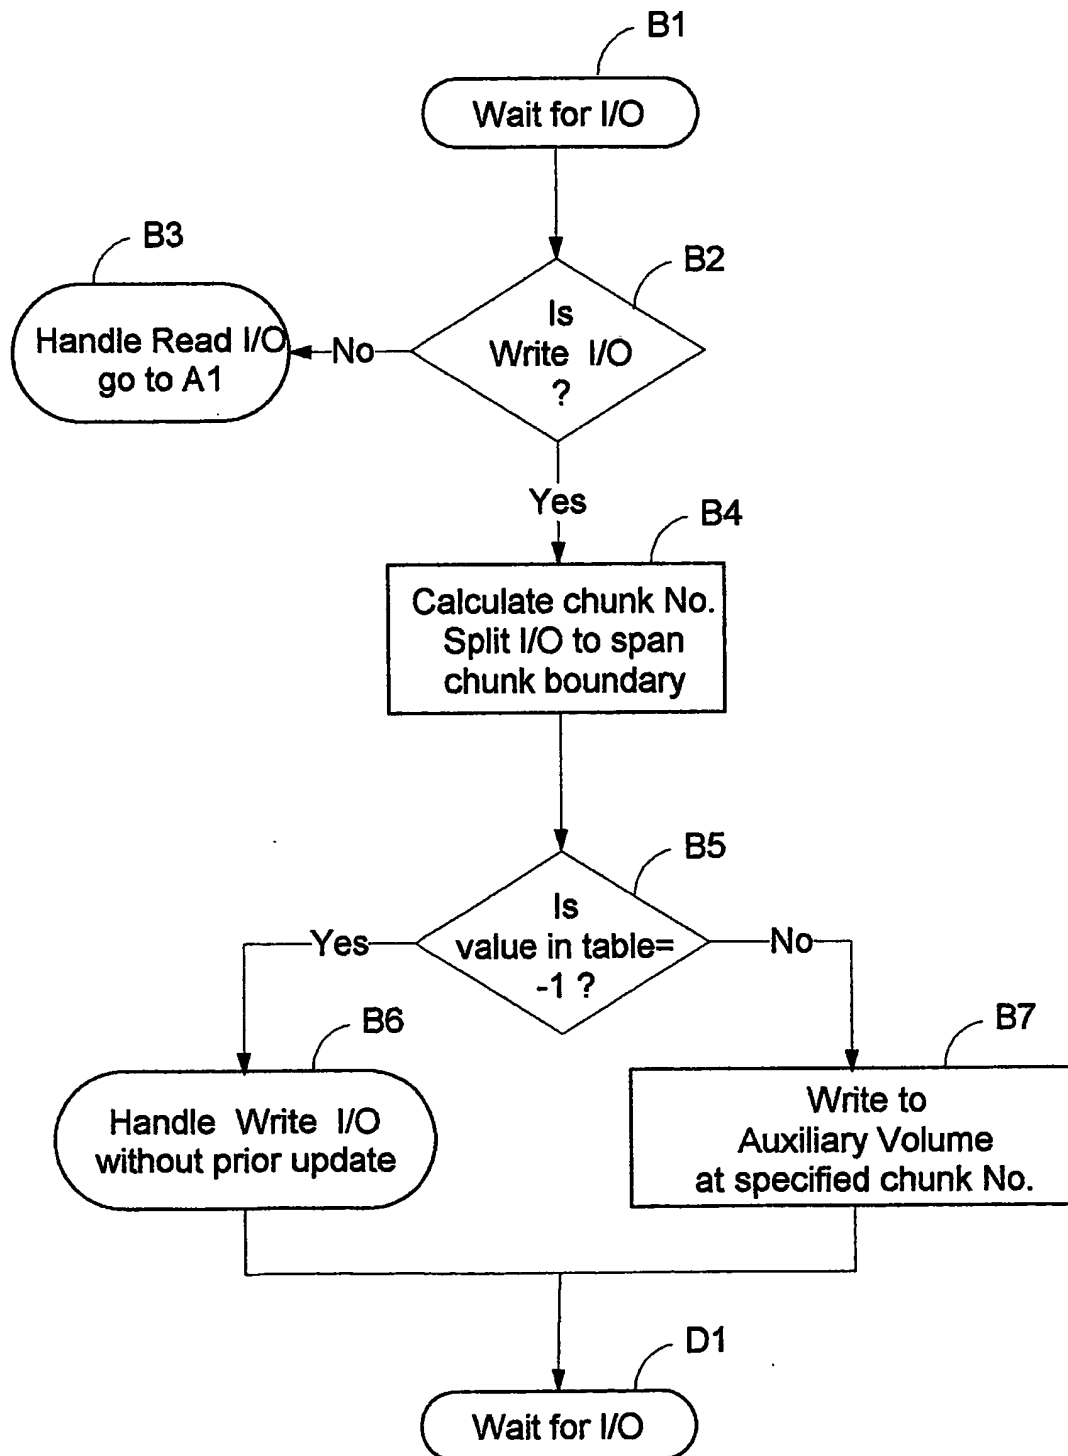 B1
Wait for I/O
B3
B2
Handle Read I/O
go to A1
No
Is
Write I/O
?
Yes
B4
Calculate chunk No.
Split I/O to span
chunk boundary
B5
Is
value in table=
-1 ?
Yes
No
B6
B7
Handle Write I/O
without prior update
Write to
Auxiliary Volume
at specified chunk No.
D1
Wait for I/O